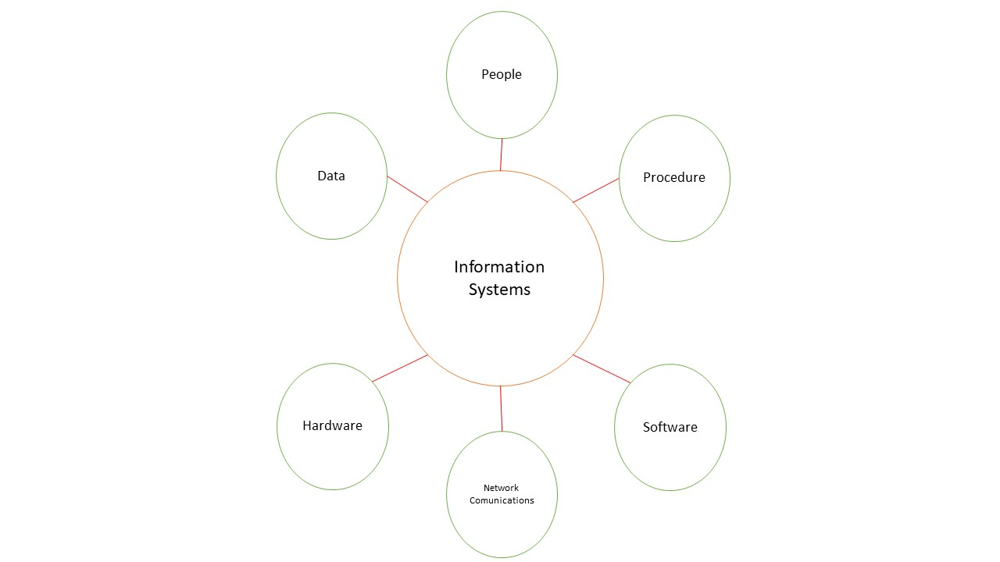 People
Data
Procedure
Information
Systems
Hardware
Software
Network
Comunications